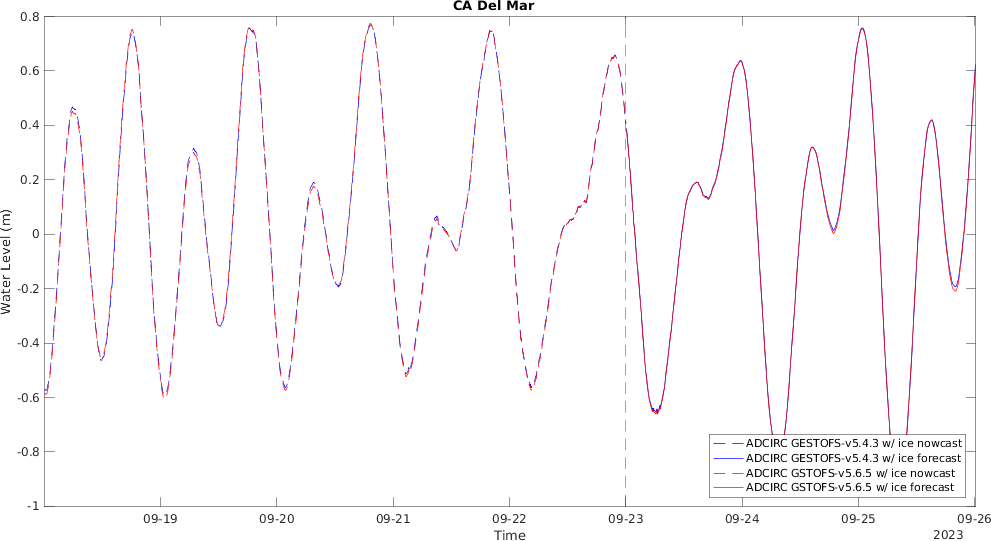 CA Del Mar
0.8
0.6
0.4
0.2
0
-0.2
-0.4
-0.6
-0.8
-1
Water Level (m)
09-19
09-20
09-21
09-22
09-23
09-24
09-25
09-26
Time
2023
ADCIRC GESTOFS-v5.4.3 w/ ice nowcast
ADCIRC GESTOFS-v5.4.3 w/ ice forecast
ADCIRC GSTOFS-v5.6.5 w/ ice nowcast
ADCIRC GSTOFS-v5.6.5 w/ ice forecast